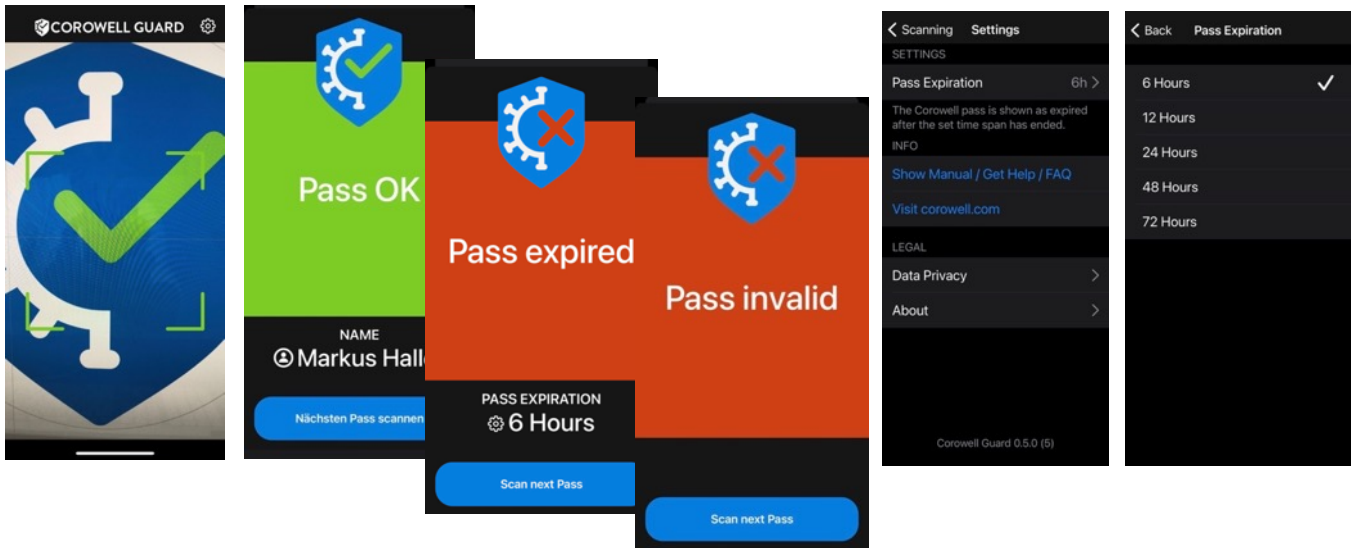 COROWELL GUARD
Pass OK
NAME
Markus Hall
Nächsten Pass scannen
Pass expired
PASS EXPIRATION
6 Hours
Scan next Pass
Pass invalid
Scan next Pass
Scanning Settings
SETTINGS
Pass Expiration 6h
The Corowell pass is shown as expired
after the set time span has ended.
INFO
Show Manual / Get Help / FAQ
Visit corowell.com
LEGAL
Data Privacy
About
Corowell Guard 0.5.0 (5)
Back Pass Expiration
6 Hours
12 Hours
24 Hours
48 Hours
72 Hours